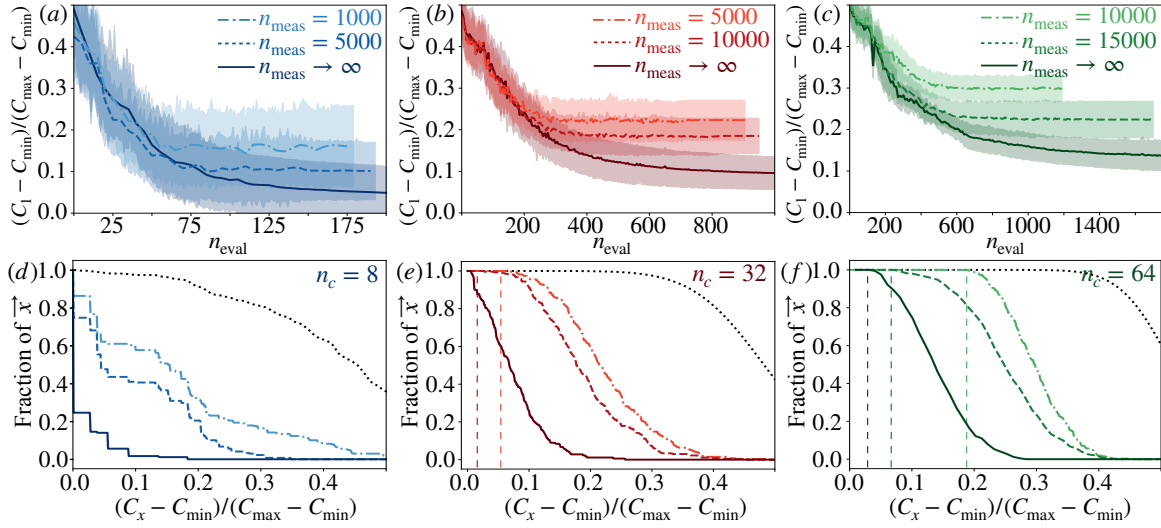 (a)
n_meas = 1000
n_meas = 5000
n_meas → ∞
(C_1 − C_min)/(C_max − C_min)
0.4
0.3
0.2
0.1
0.0
25 75 125 175
n_eval
(b)
n_meas = 5000
n_meas = 10000
n_meas → ∞
(C_1 − C_min)/(C_max − C_min)
0.4
0.3
0.2
0.1
0.0
200 400 600 800
n_eval
(c)
n_meas = 10000
n_meas = 15000
n_meas → ∞
(C_1 − C_min)/(C_max − C_min)
0.4
0.3
0.2
0.1
0.0
200 600 1000 1400
n_eval
(d)
n_c = 8
Fraction of x⃗
1.0
0.8
0.6
0.4
0.2
0.0
0.0 0.1 0.2 0.3 0.4
(C_x − C_min)/(C_max − C_min)
(e)
n_c = 32
Fraction of x⃗
1.0
0.8
0.6
0.4
0.2
0.0
0.0 0.1 0.2 0.3 0.4
(C_x − C_min)/(C_max − C_min)
(f)
n_c = 64
Fraction of x⃗
1.0
0.8
0.6
0.4
0.2
0.0
0.0 0.1 0.2 0.3 0.4
(C_x − C_min)/(C_max − C_min)